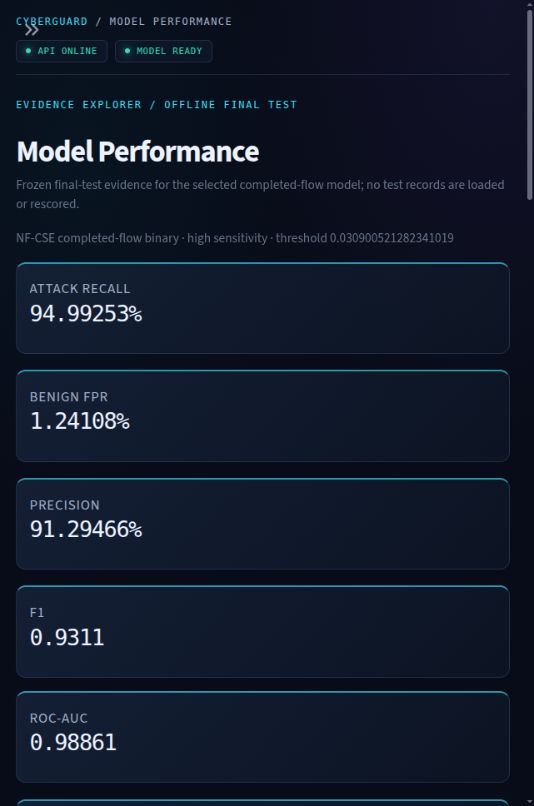 CYBERGUARD / MODEL PERFORMANCE
API ONLINE
MODEL READY
EVIDENCE EXPLORER / OFFLINE FINAL TEST
Model Performance
Frozen final-test evidence for the selected completed-flow model; no test records are loaded
or rescored.
NF-CSE completed-flow binary · high sensitivity · threshold 0.030900521282341019
ATTACK RECALL
94.99253%
BENIGN FPR
1.24108%
PRECISION
91.29466%
F1
0.9311
ROC-AUC
0.98861